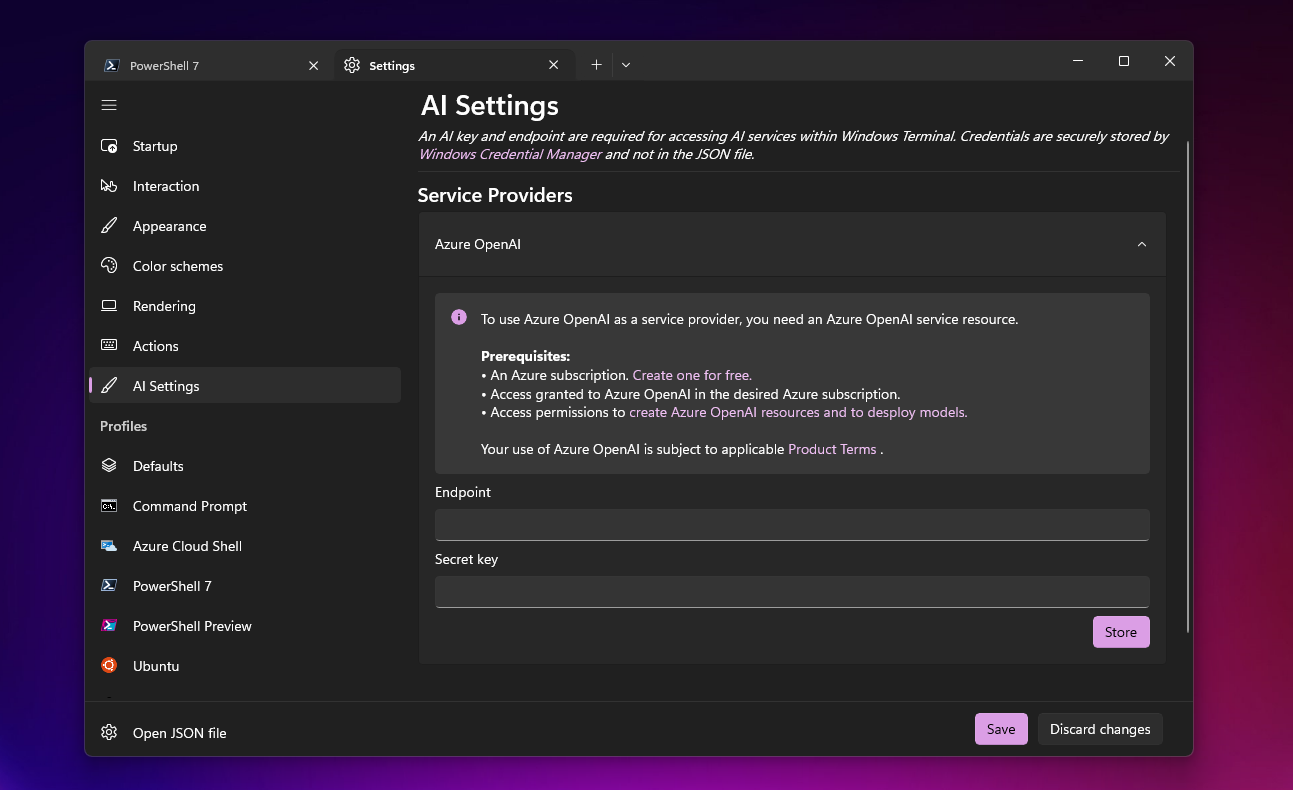 PowerShell 7
Settings
AI Settings
An AI key and endpoint are required for accessing AI services within Windows Terminal. Credentials are securely stored by
Windows Credential Manager and not in the JSON file.
Startup
Interaction
Appearance
Color schemes
Rendering
Actions
AI Settings
Profiles
Defaults
Command Prompt
Azure Cloud Shell
PowerShell 7
PowerShell Preview
Ubuntu
Open JSON file
Service Providers
Azure OpenAI
To use Azure OpenAI as a service provider, you need an Azure OpenAI service resource.
Prerequisites:
• An Azure subscription. Create one for free.
• Access granted to Azure OpenAI in the desired Azure subscription.
• Access permissions to create Azure OpenAI resources and to desploy models.
Your use of Azure OpenAI is subject to applicable Product Terms .
Endpoint
Secret key
Store
Save
Discard changes